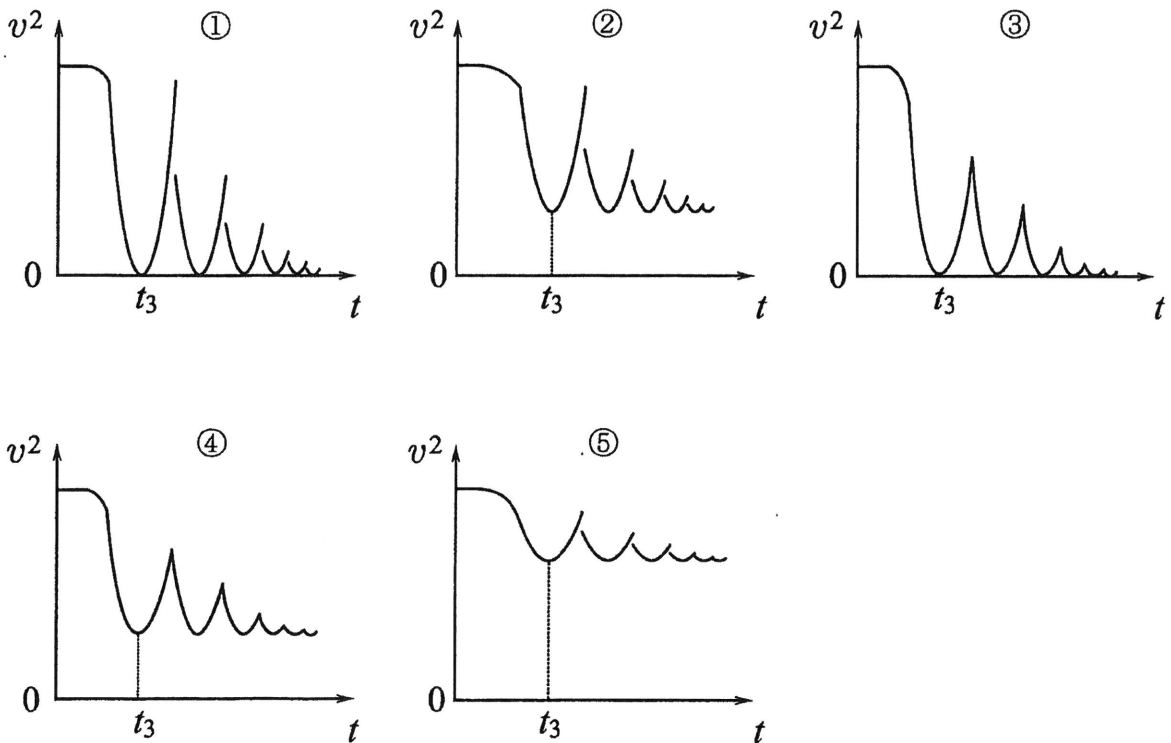 ① ② ③
v² v² v²
0 0 0
t₃ t₃ t₃
t t t
④ ⑤
v² v²
0 0
t₃ t₃
t t